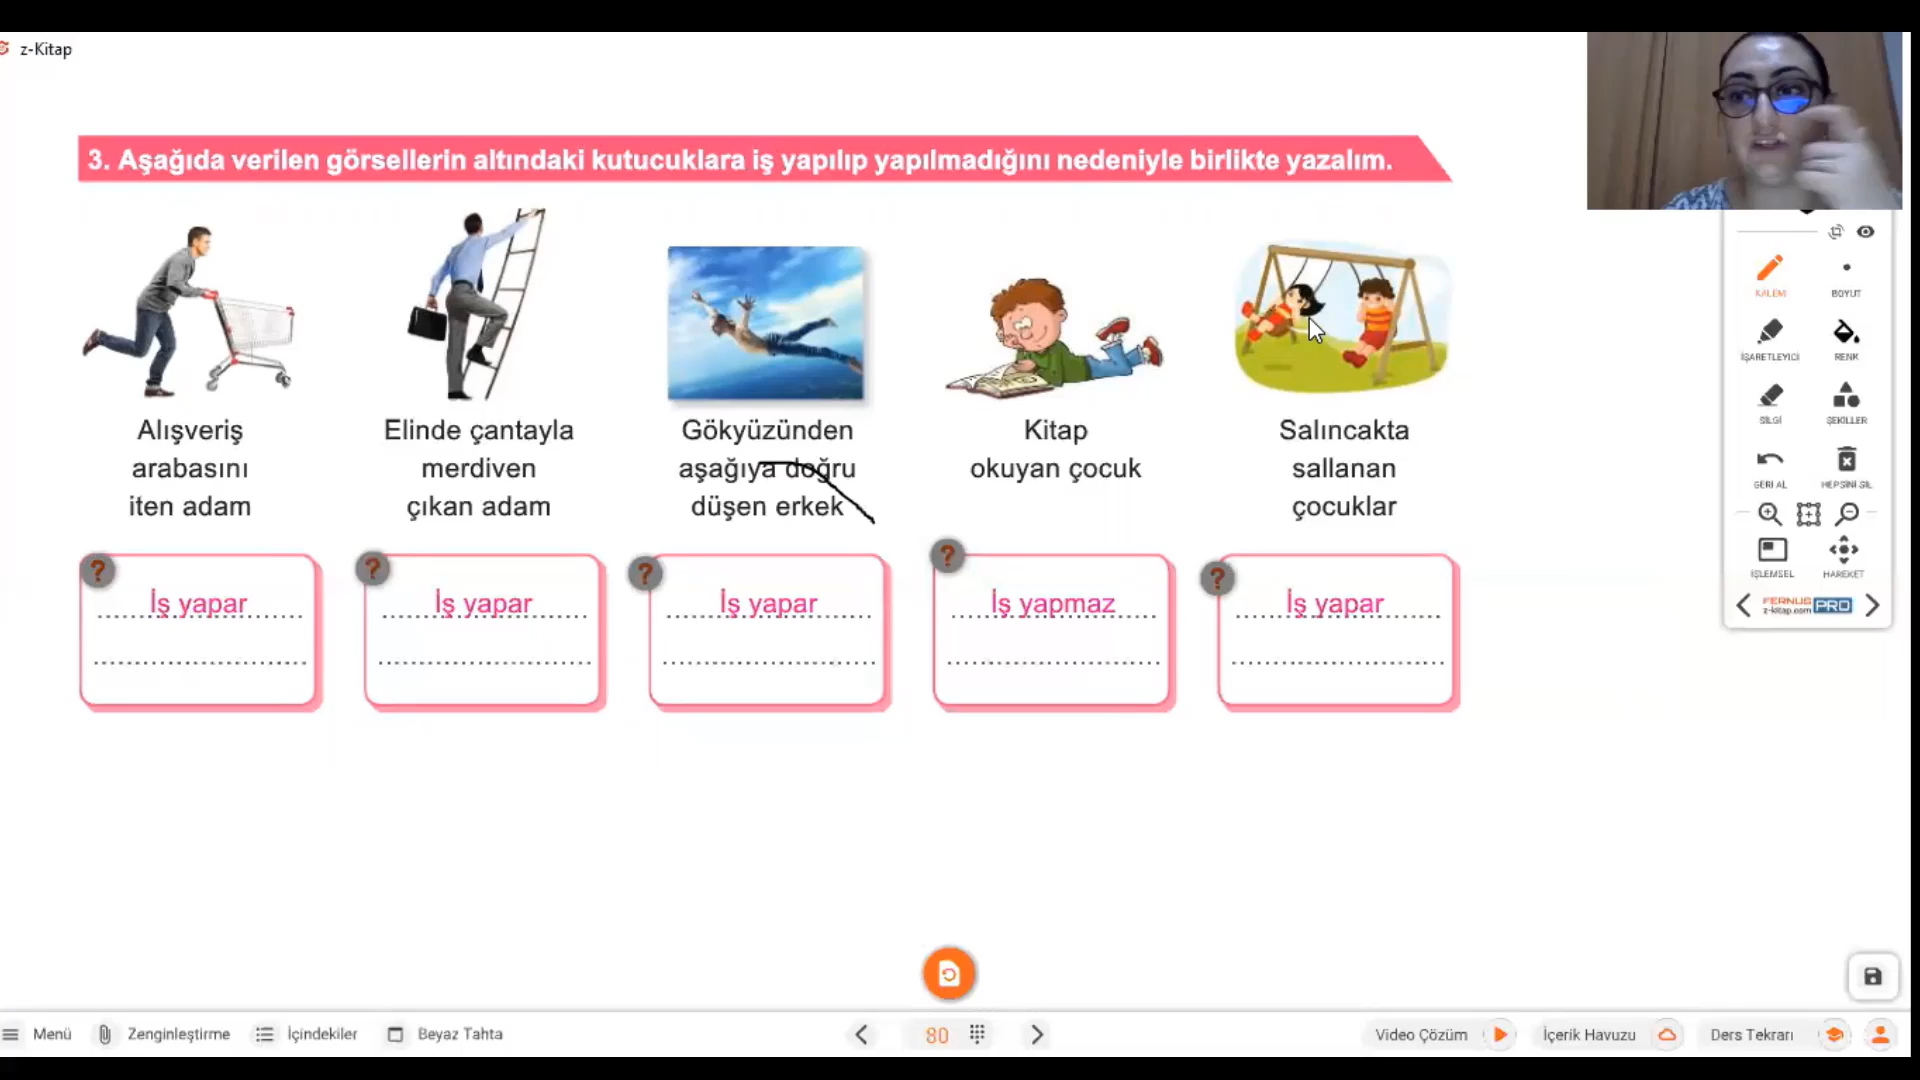 z-Kitap
3. Aşağıda verilen görsellerin altındaki kutucuklara iş yapılıp yapılmadığını nedeniyle birlikte yazalım.
Alışveriş
arabasını
iten adam
Elinde çantayla
merdiven
çıkan adam
Gökyüzünden
aşağıya doğru
düşen erkek
Kitap
okuyan çocuk
Salıncakta
sallanan
çocuklar
? İş yapar
? İş yapar
? İş yapar
? İş yapmaz
? İş yapar
KALEM
BOYUT
İŞARETLEYİCİ
RENK
SİLGİ
ŞEKİLLER
GERİ AL
HEPSİNİ SİL
İŞLEMSEL
HAREKET
FERNUS
z-kitap.com PRO
Menü
Zenginleştirme
İçindekiler
Beyaz Tahta
80
Video Çözüm
İçerik Havuzu
Ders Tekrarı